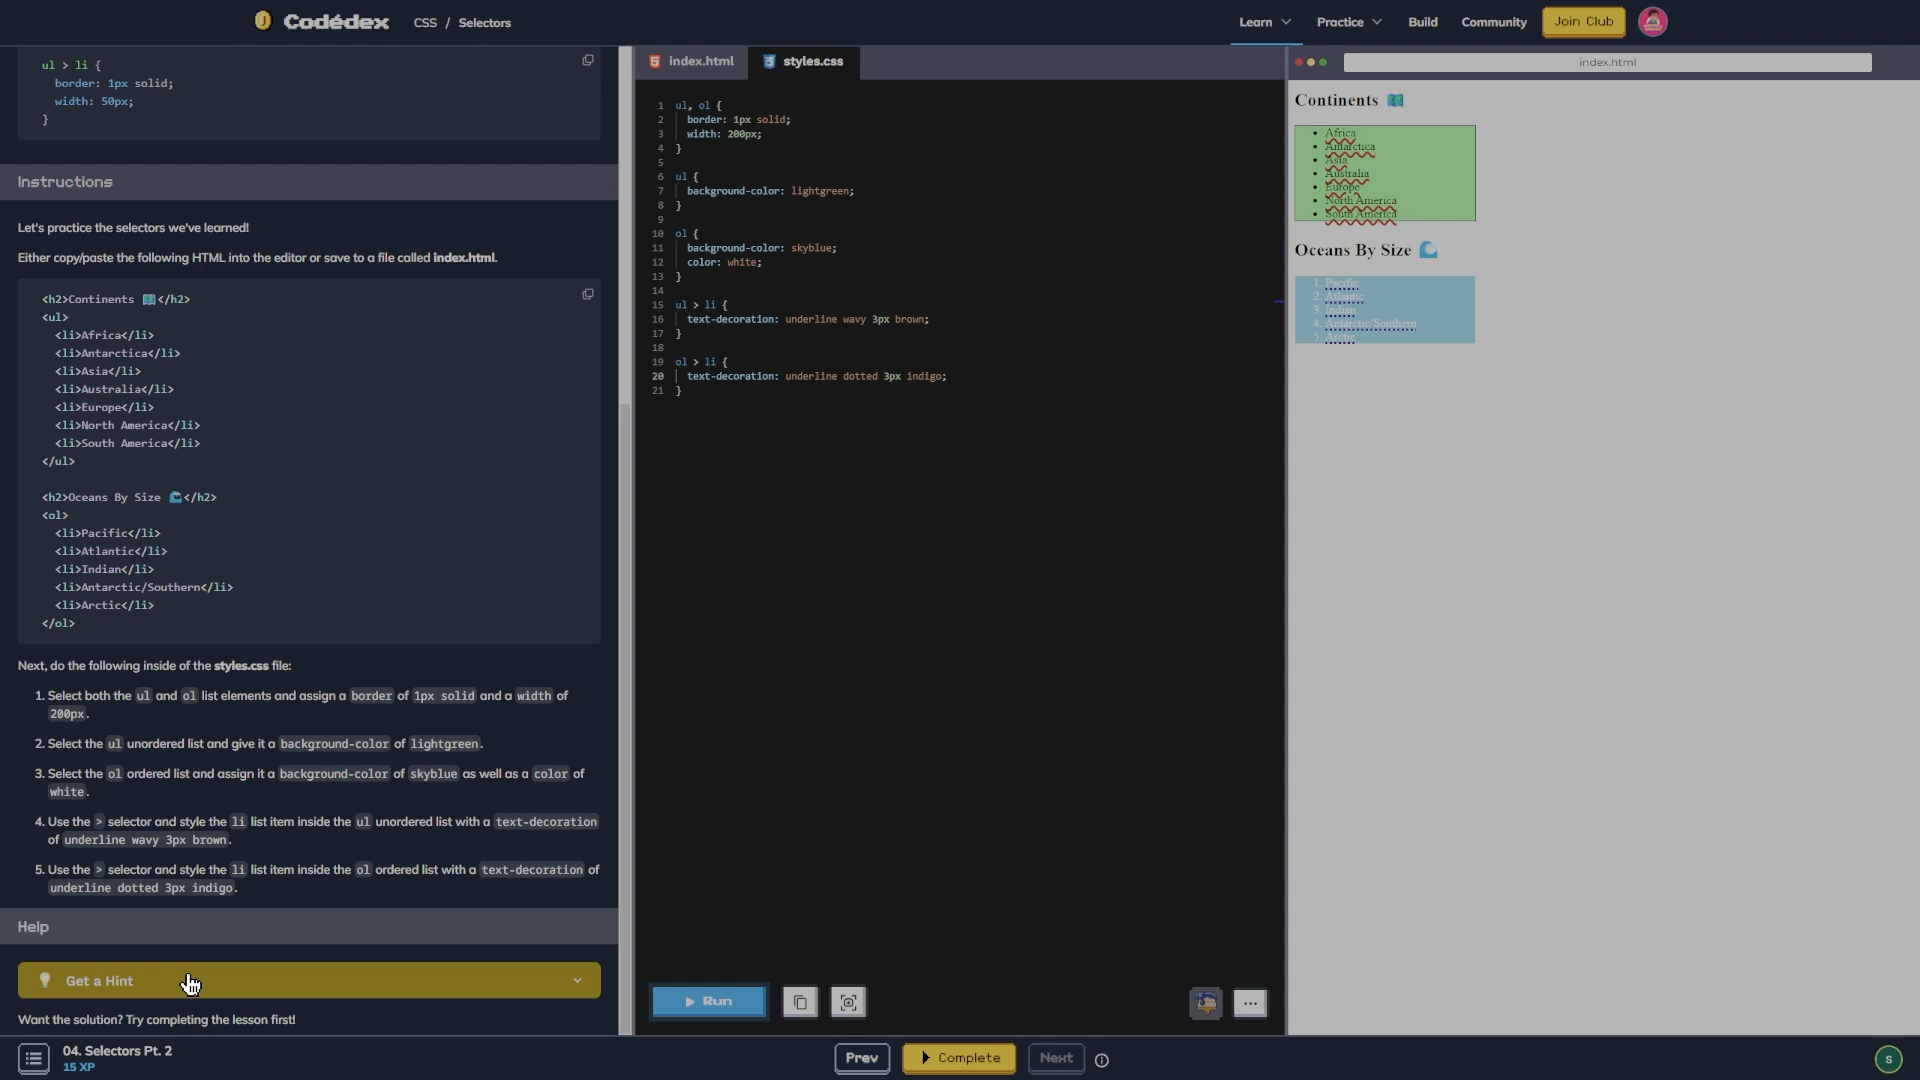 Codédex CSS / Selectors Learn Practice Build Community Join Club
ul > li {
border: 1px solid;
width: 50px;
}
Instructions
Let's practice the selectors we've learned!
Either copy/paste the following HTML into the editor or save to a file called index.html.
<h2>Continents 🗺️</h2>
<ul>
<li>Africa</li>
<li>Antarctica</li>
<li>Asia</li>
<li>Australia</li>
<li>Europe</li>
<li>North America</li>
<li>South America</li>
</ul>
<h2>Oceans By Size 🌊</h2>
<ol>
<li>Pacific</li>
<li>Atlantic</li>
<li>Indian</li>
<li>Antarctic/Southern</li>
<li>Arctic</li>
</ol>
Next, do the following inside of the styles.css file:
1. Select both the ul and ol list elements and assign a border of 1px solid and a width of
200px.
2. Select the ul unordered list and give it a background-color of lightgreen.
3. Select the ol ordered list and assign it a background-color of skyblue as well as a color of
white.
4. Use the > selector and style the li list item inside the ul unordered list with a text-decoration
of underline wavy 3px brown.
5. Use the > selector and style the li list item inside the ol ordered list with a text-decoration of
underline dotted 3px indigo.
Help
Get a Hint
Want the solution? Try completing the lesson first!
index.html styles.css
1 ul, ol {
2 border: 1px solid;
3 width: 200px;
4 }
5
6 ul {
7 background-color: lightgreen;
8 }
9
10 ol {
11 background-color: skyblue;
12 color: white;
13 }
14
15 ul > li {
16 text-decoration: underline wavy 3px brown;
17 }
18
19 ol > li {
20 text-decoration: underline dotted 3px indigo;
21 }
Run ...
index.html
Continents 🗺️
• Africa
• Antarctica
• Asia
• Australia
• Europe
• North America
• South America
Oceans By Size 🌊
1. Pacific
2. Atlantic
3. Indian
4. Antarctic/Southern
5. Arctic
04. Selectors Pt. 2
15 XP
Prev Complete Next
S